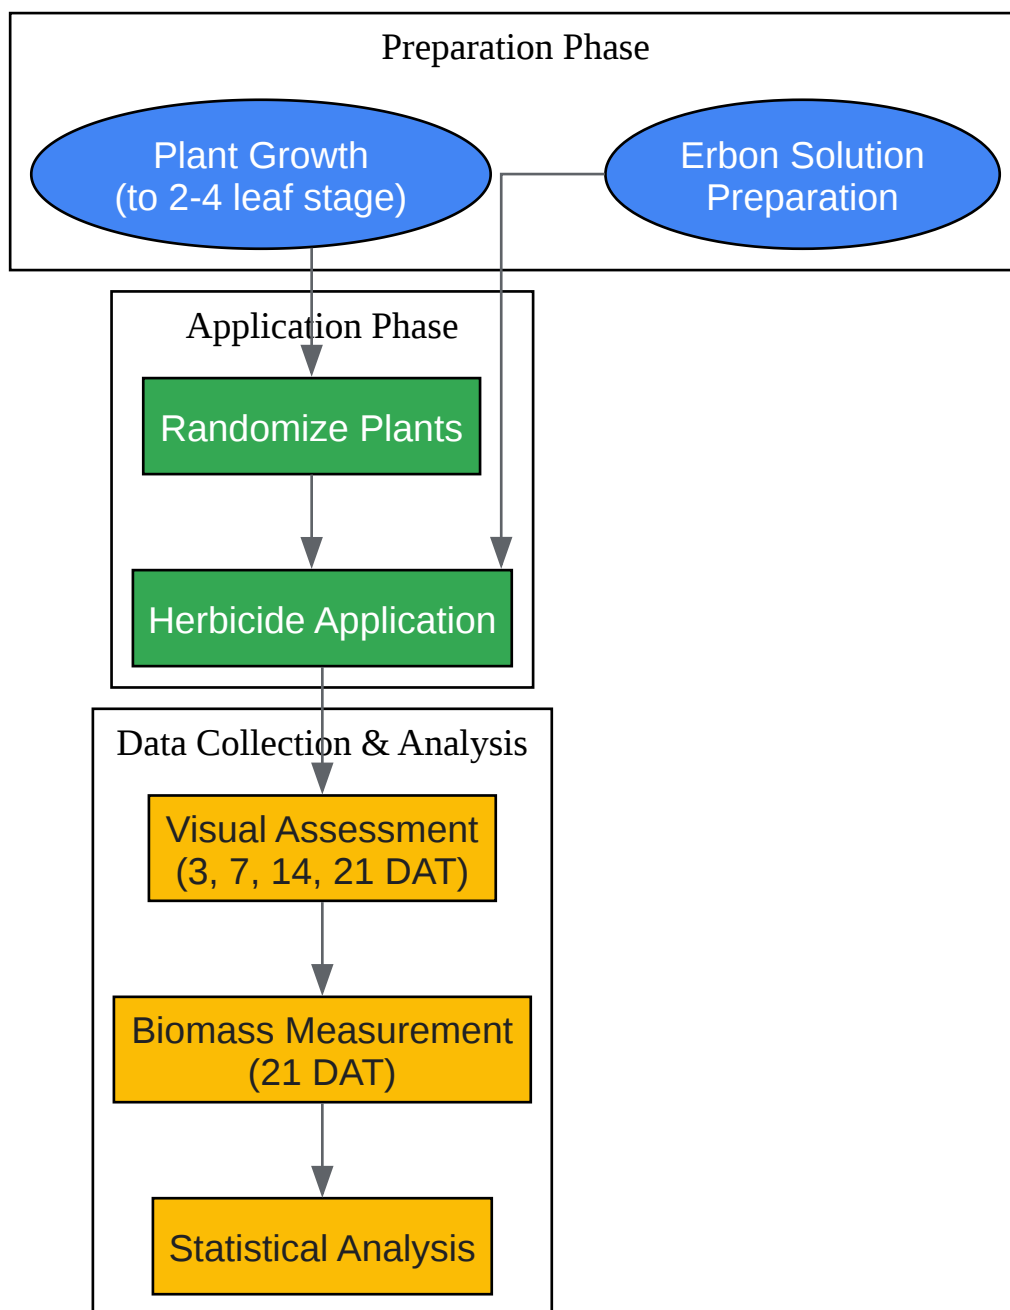 Preparation Phase
Plant Growth
(to 2-4 leaf stage)
Erbon Solution
Preparation
Application Phase
Randomize Plants
Herbicide Application
Data Collection & Analysis
Visual Assessment
(3, 7, 14, 21 DAT)
Biomass Measurement
(21 DAT)
Statistical Analysis